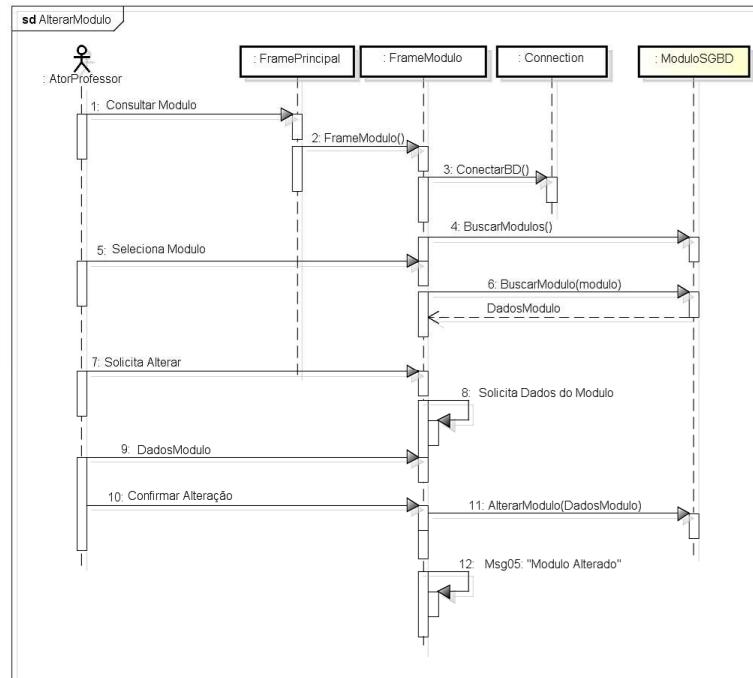 sd AlterarModulo
: AtorProfessor
: FramePrincipal
: FrameModulo
: Connection
: ModuloSGBD
1: Consultar Modulo
2: FrameModulo()
3: ConectarBD()
4: BuscarModulos()
5: Seleciona Modulo
6: BuscarModulo(modulo)
DadosModulo
7: Solicita Alterar
8: Solicita Dados do Modulo
9: DadosModulo
10: Confirmar Alteração
11: AlterarModulo(DadosModulo)
12: Msg05: "Modulo Alterado"